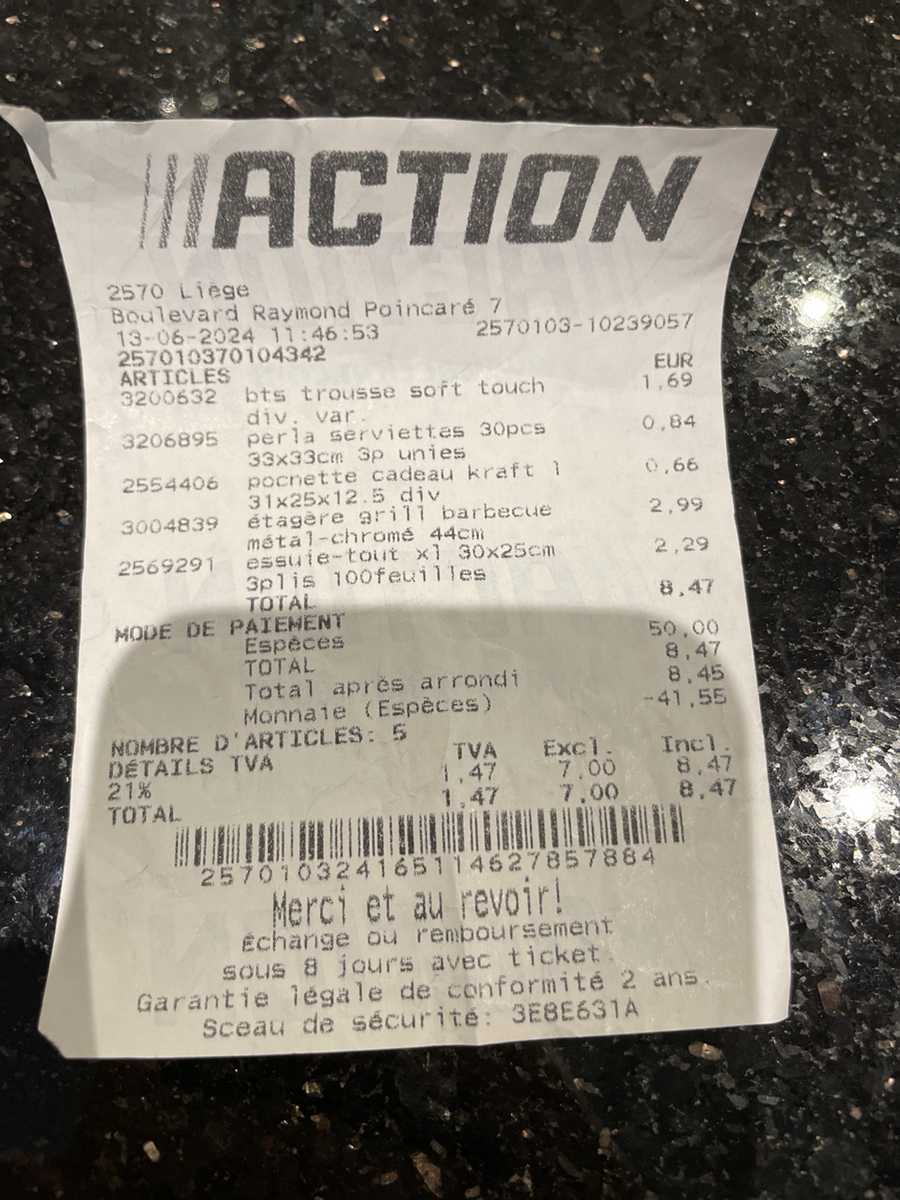 ACTION
2570 Liège
Boulevard Raymond Poincaré 7
13-06-2024 11:46:53 2570103-10239057
257010370104342
ARTICLES EUR
3200632 bts trousse soft touch 1,69
div. var.
3206895 perla serviettes 30pcs 0,84
33x33cm 3p unies
2554406 pochette cadeau kraft l 0,66
31x25x12.5 div
3004839 étagère grill barbecue 2,99
métal-chromé 44cm
2569291 essuie-tout xl 30x25cm 2,29
3plis 100feuilles
TOTAL 8,47
MODE DE PAIEMENT
Espèces 50,00
TOTAL 8,47
Total après arrondi 8,45
Monnaie (Espèces) -41,55
NOMBRE D'ARTICLES: 5
DÉTAILS TVA TVA Excl. Incl.
21% 1,47 7,00 8,47
TOTAL 1,47 7,00 8,47
257010324165114627857884
Merci et au revoir!
Échange ou remboursement
sous 8 jours avec ticket.
Garantie légale de conformité 2 ans.
Sceau de sécurité: 3E8E631A